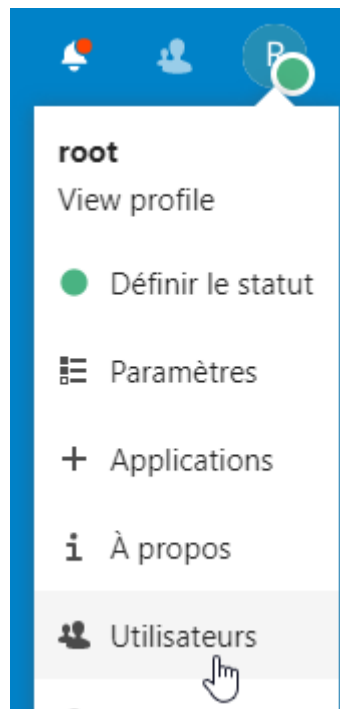 root
View profile
Définir le statut
Paramètres
Applications
À propos
Utilisateurs